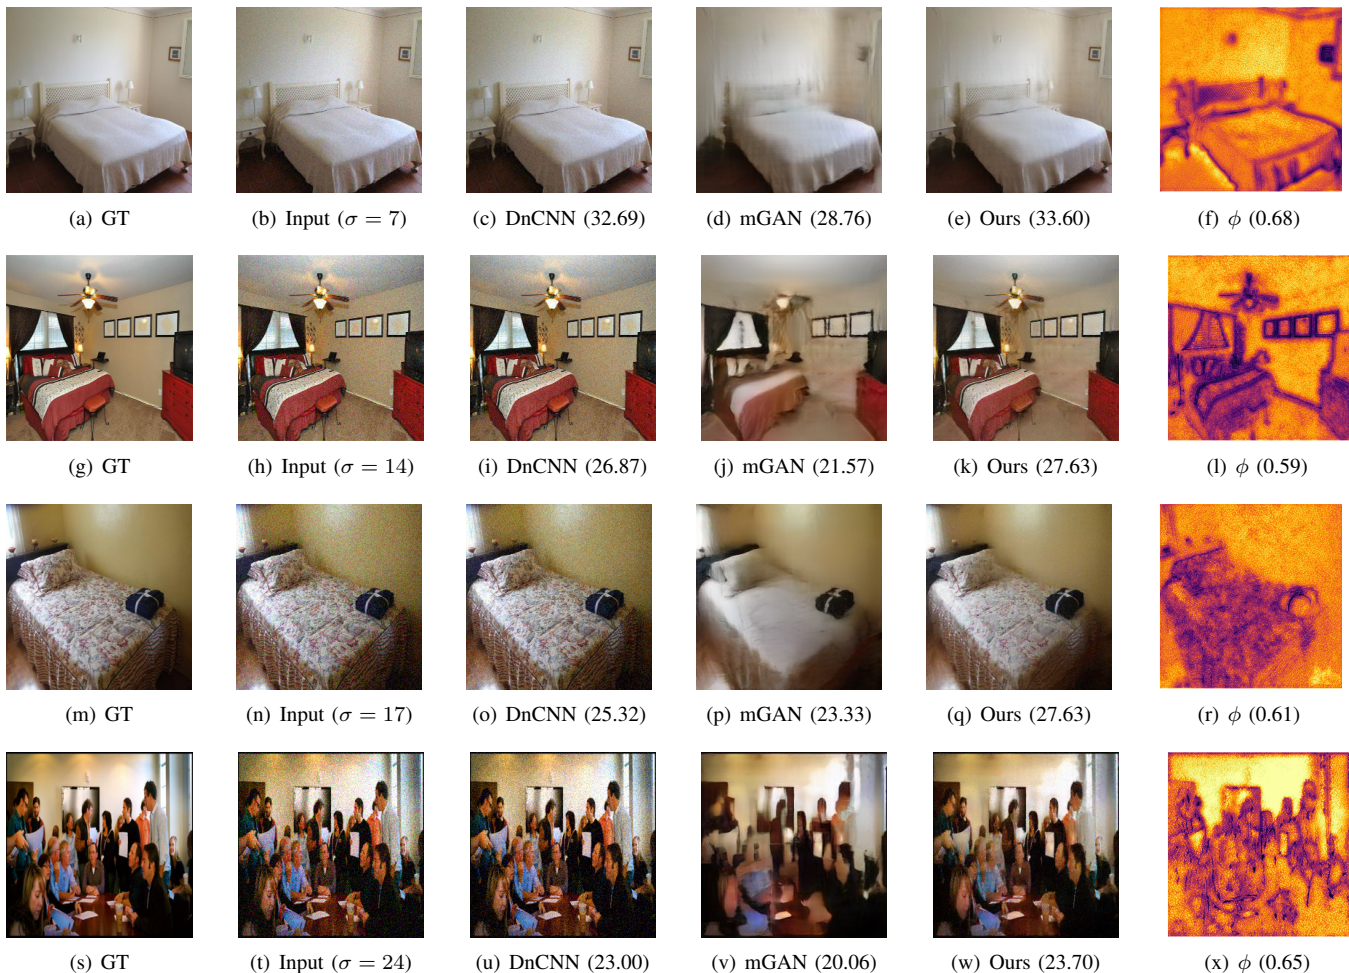 (a) GT
(b) Input (σ = 7)
(c) DnCNN (32.69)
(d) mGAN (28.76)
(e) Ours (33.60)
(f) ϕ (0.68)
(g) GT
(h) Input (σ = 14)
(i) DnCNN (26.87)
(j) mGAN (21.57)
(k) Ours (27.63)
(l) ϕ (0.59)
(m) GT
(n) Input (σ = 17)
(o) DnCNN (25.32)
(p) mGAN (23.33)
(q) Ours (27.63)
(r) ϕ (0.61)
(s) GT
(t) Input (σ = 24)
(u) DnCNN (23.00)
(v) mGAN (20.06)
(w) Ours (23.70)
(x) ϕ (0.65)